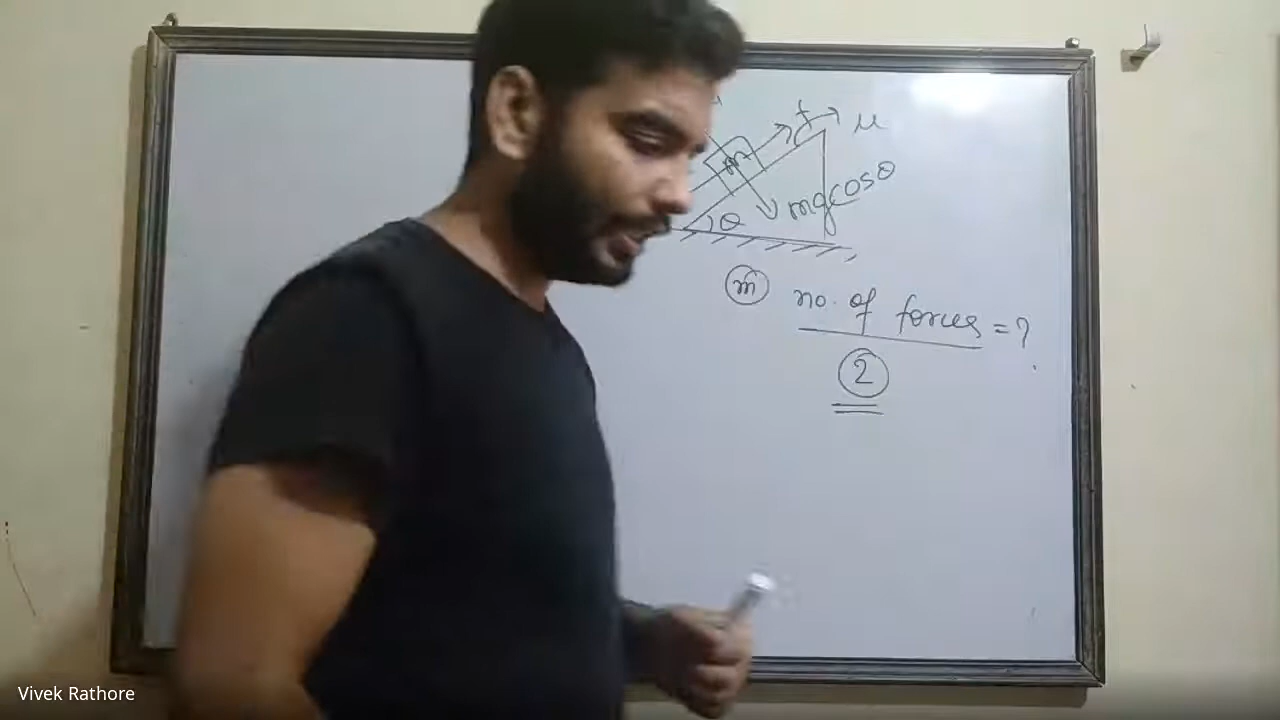 f
μ
m
mgcosθ
θ
m no. of forces = ?
2
Vivek Rathore